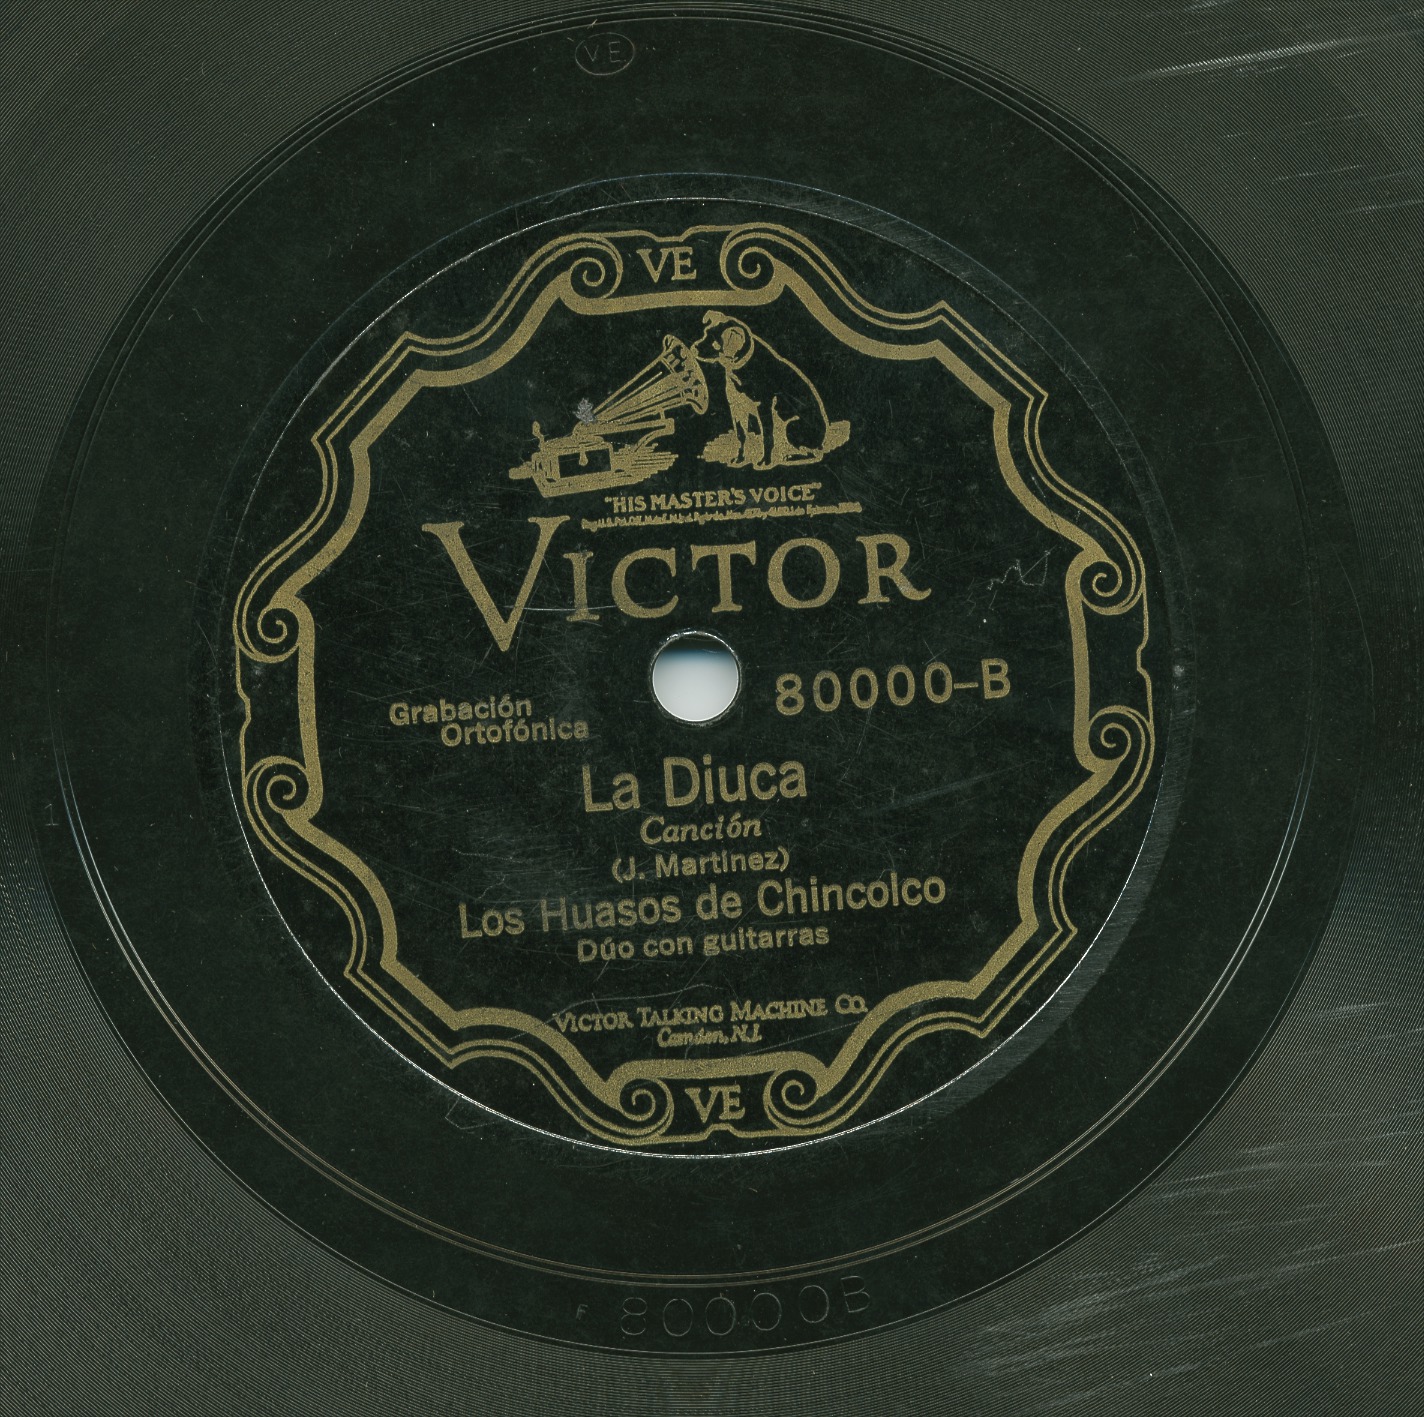 VE
VE
"HIS MASTER'S VOICE"
VICTOR
80000-B
Grabación
Ortofónica
La Diuca
Canción
(J. Martinez)
Los Huasos de Chincolco
Dúo con guitarras
VICTOR TALKING MACHINE CO.
Camden, N.J.
VE
F 80000B
1